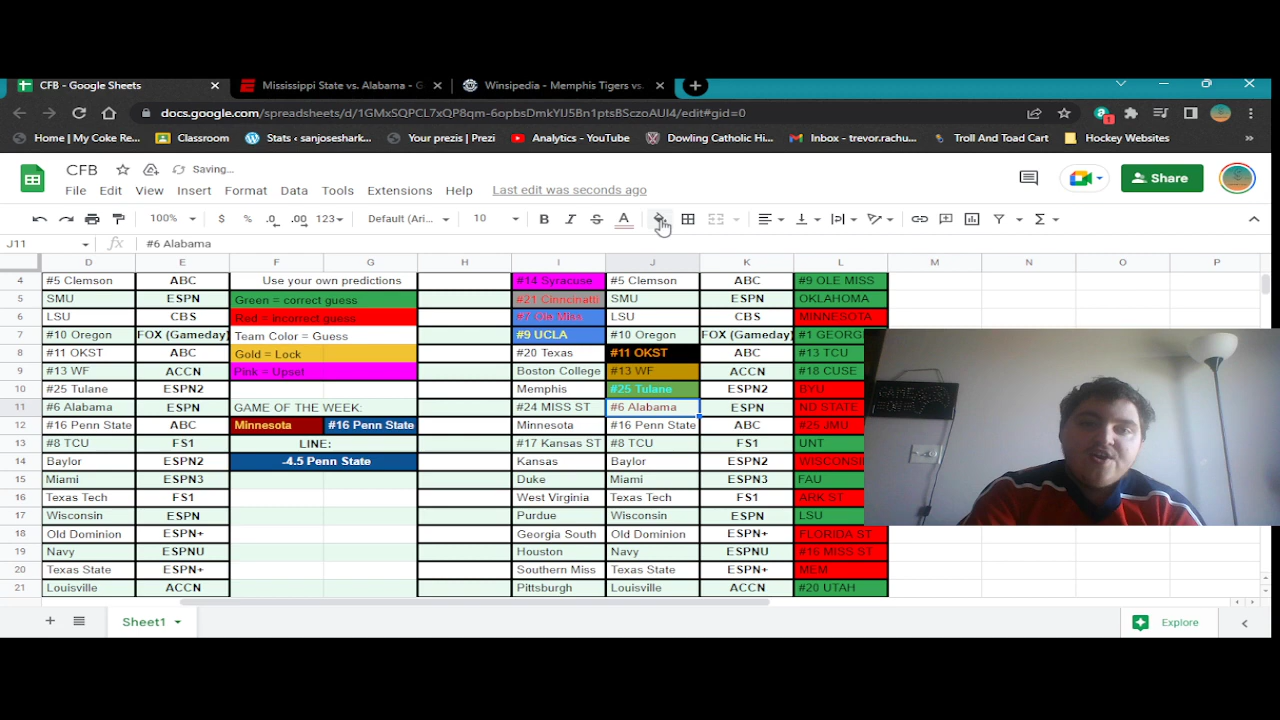 CFB - Google Sheets
Mississippi State vs. Alabama - G
Winsipedia - Memphis Tigers vs.
docs.google.com/spreadsheets/d/1GMxSQPCL7xQP8qm-6opbsDmkYU5Bn1ptsBSczoAUI4/edit#gid=0
Home | My Coke Re... Classroom Stats ‹ sanjoseshark... Your prezis | Prezi Analytics - YouTube Dowling Catholic Hi... Inbox - trevor.rachu... Troll And Toad Cart Hockey Websites »
CFB Saving...
File Edit View Insert Format Data Tools Extensions Help Last edit was seconds ago
Share
100% $ % .0 .00 123 Default (Ari... 10 B I S A
J11 fx #6 Alabama
D E F G H I J K L M N O P
4 #5 Clemson ABC Use your own predictions #14 Syracuse #5 Clemson ABC #9 OLE MISS
5 SMU ESPN Green = correct guess #21 Cinncinatti SMU ESPN OKLAHOMA
6 LSU CBS Red = incorrect guess #7 Ole Miss LSU CBS MINNESOTA
7 #10 Oregon FOX (Gameday) Team Color = Guess #9 UCLA #10 Oregon FOX (Gameday) #1 GEORG
8 #11 OKST ABC Gold = Lock #20 Texas #11 OKST ABC #13 TCU
9 #13 WF ACCN Pink = Upset Boston College #13 WF ACCN #18 CUSE
10 #25 Tulane ESPN2 Memphis #25 Tulane ESPN2 BYU
11 #6 Alabama ESPN GAME OF THE WEEK: #24 MISS ST #6 Alabama ESPN ND STATE
12 #16 Penn State ABC Minnesota #16 Penn State Minnesota #16 Penn State ABC #25 JMU
13 #8 TCU FS1 LINE: #17 Kansas ST #8 TCU FS1 UNT
14 Baylor ESPN2 -4.5 Penn State Kansas Baylor ESPN2 WISCONSI
15 Miami ESPN3 Duke Miami ESPN3 FAU
16 Texas Tech FS1 West Virginia Texas Tech FS1 ARK ST
17 Wisconsin ESPN Purdue Wisconsin ESPN LSU
18 Old Dominion ESPN+ Georgia South Old Dominion ESPN+ FLORIDA ST
19 Navy ESPNU Houston Navy ESPNU #16 MISS ST
20 Texas State ESPN+ Southern Miss Texas State ESPN+ MEM
21 Louisville ACCN Pittsburgh Louisville ACCN #20 UTAH
Sheet1
Explore